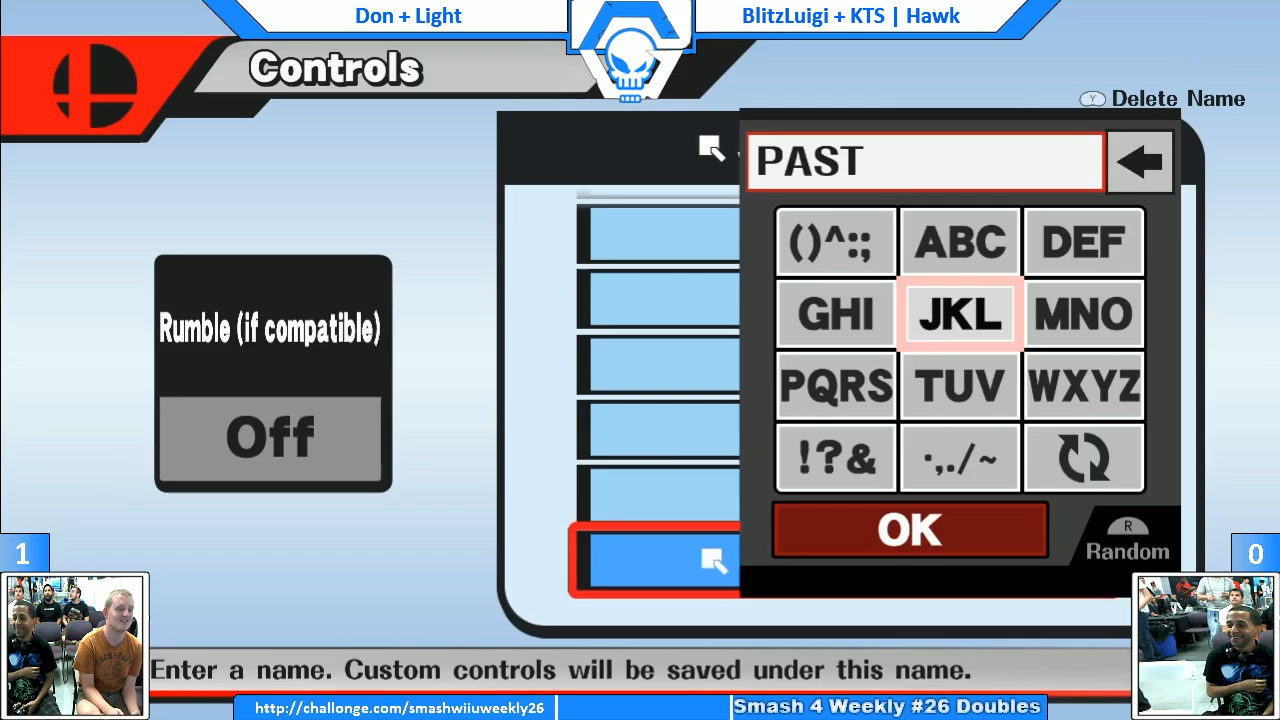 Don + Light
BlitzLuigi + KTS | Hawk
Controls
Y Delete Name
PAST
()^:; ABC DEF
GHI JKL MNO
PQRS TUV WXYZ
!?& ·,./~
OK
R
Random
Rumble (if compatible)
Off
1
0
Enter a name. Custom controls will be saved under this name.
http://challonge.com/smashwiiuweekly26
Smash 4 Weekly #26 Doubles